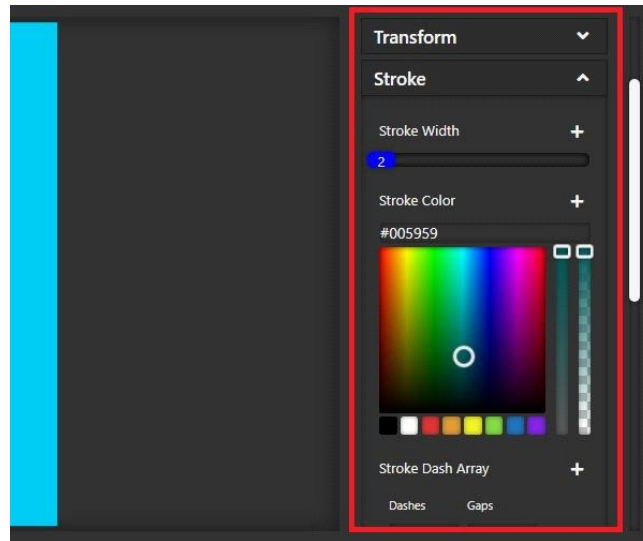 Transform
Stroke
Stroke Width
2
Stroke Color
#005959
Stroke Dash Array
Dashes Gaps